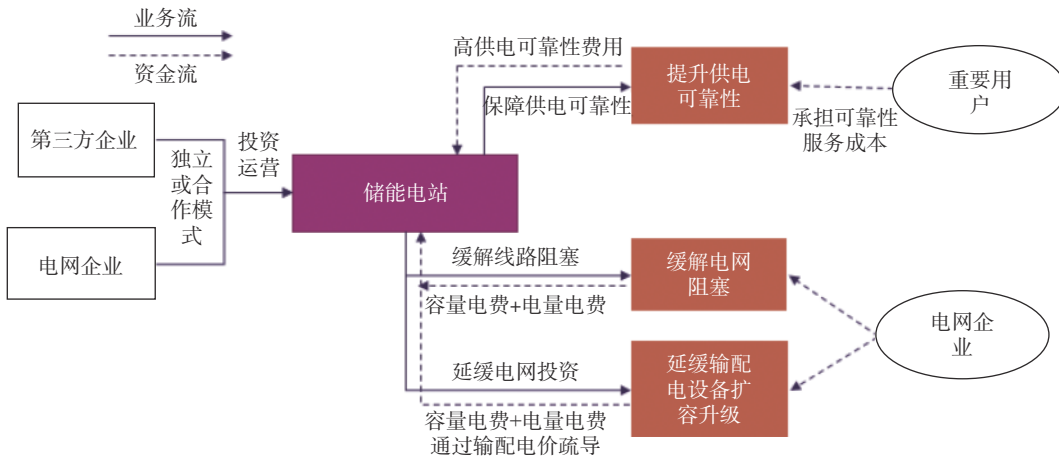 业务流
资金流
第三方企业
电网企业
独立
或合
作模
式
投资
运营
储能电站
高供电可靠性费用
保障供电可靠性
提升供电
可靠性
承担可靠性
服务成本
重要用
户
缓解线路阻塞
容量电费+电量电费
缓解电网
阻塞
延缓电网投资
容量电费+电量电费
通过输配电价疏导
延缓输配
电设备扩
容升级
电网企
业